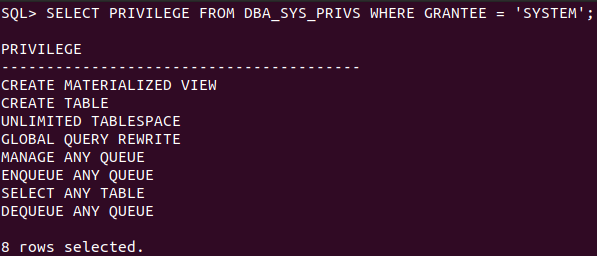 SQL> SELECT PRIVILEGE FROM DBA_SYS_PRIVS WHERE GRANTEE = 'SYSTEM';
PRIVILEGE
----------------------------------------
CREATE MATERIALIZED VIEW
CREATE TABLE
UNLIMITED TABLESPACE
GLOBAL QUERY REWRITE
MANAGE ANY QUEUE
ENQUEUE ANY QUEUE
SELECT ANY TABLE
DEQUEUE ANY QUEUE
8 rows selected.